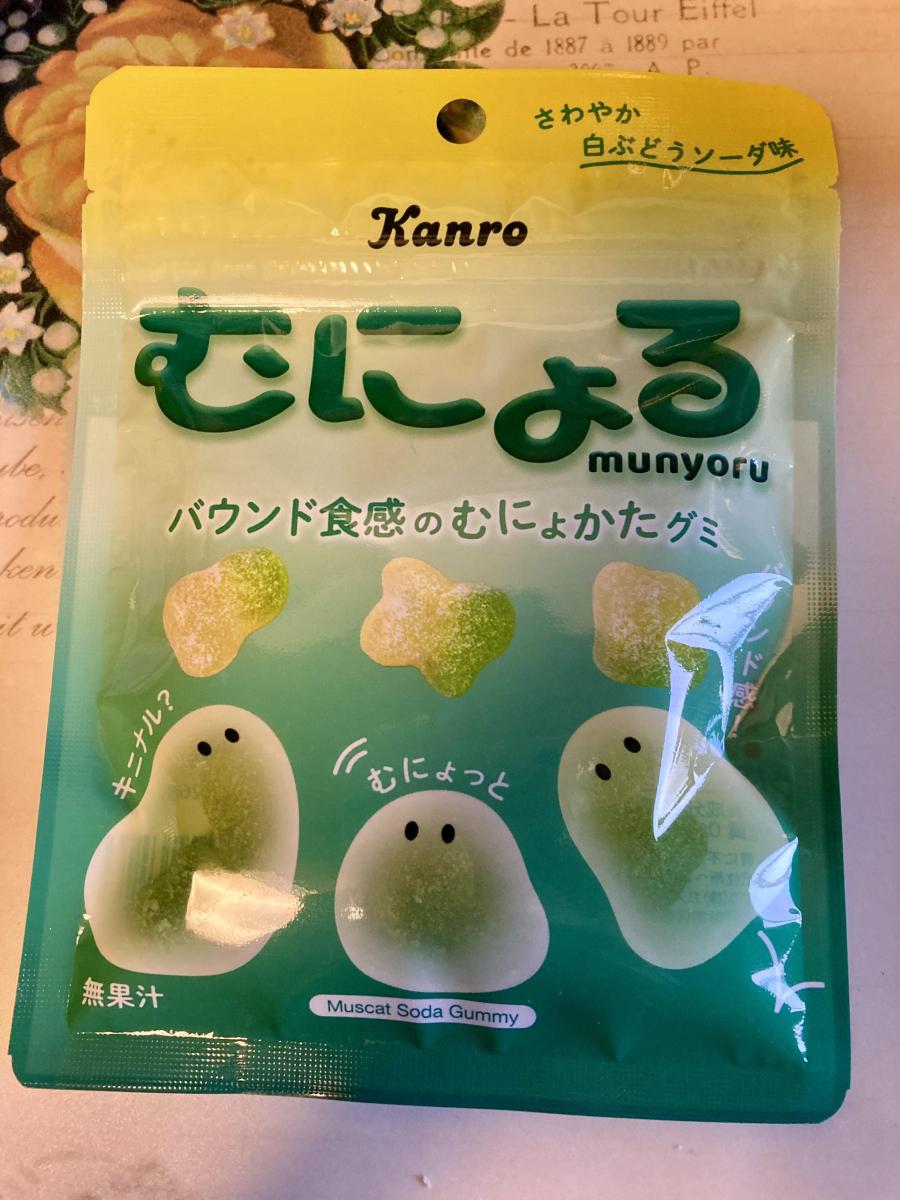 - La Tour Eiffel
de 1887 à 1889 par
A. P.
さわやか
白ぶどうソーダ味
Kanro
むにょる
munyoru
バウンド食感のむにょかたグミ
キニナル?
むにょっと
無果汁
Muscat Soda Gummy